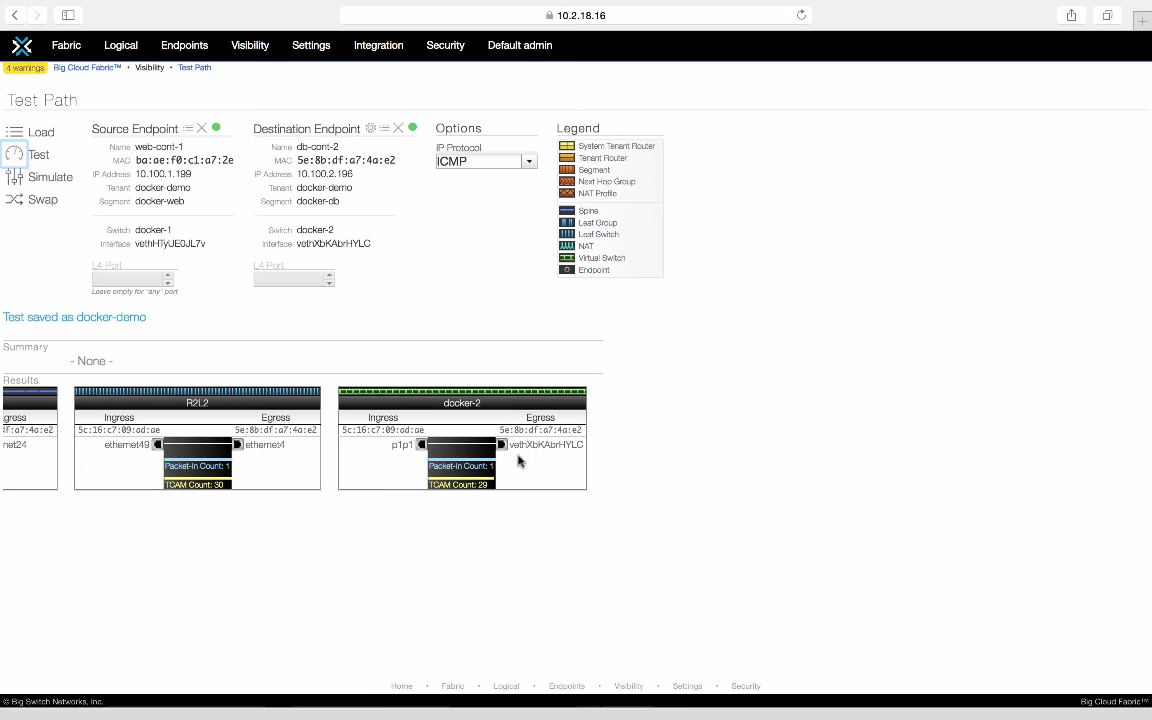 10.2.18.16
Fabric Logical Endpoints Visibility Settings Integration Security Default admin
4 warnings Big Cloud Fabric™ • Visibility • Test Path
Test Path
Load
Test
Simulate
Swap
Source Endpoint
Name web-cont-1
MAC ba:ae:f0:c1:a7:2e
IP Address 10.100.1.199
Tenant docker-demo
Segment docker-web
Switch docker-1
Interface vethHTyUE0JL7v
L4 Port
Leave empty for "any" port
Destination Endpoint
Name db-cont-2
MAC 5e:8b:df:a7:4a:e2
IP Address 10.100.2.196
Tenant docker-demo
Segment docker-db
Switch docker-2
Interface vethXbKAbrHYLC
L4 Port
Options
IP Protocol
ICMP
Legend
System Tenant Router
Tenant Router
Segment
Next Hop Group
NAT Profile
Spine
Leaf Group
Leaf Switch
NAT
Virtual Switch
Endpoint
Test saved as docker-demo
Summary
- None -
Results
gress
df:a7:4a:e2
net24
R2L2
Ingress Egress
5c:16:c7:09:ad:ae 5e:8b:df:a7:4a:e2
ethernet49 ethernet4
Packet-In Count: 1
TCAM Count: 30
docker-2
Ingress Egress
5c:16:c7:09:ad:ae 5e:8b:df:a7:4a:e2
p1p1 vethXbKAbrHYLC
Packet-In Count: 1
TCAM Count: 29
Home • Fabric • Logical • Endpoints • Visibility • Settings • Security
© Big Switch Networks, Inc. Big Cloud Fabric™